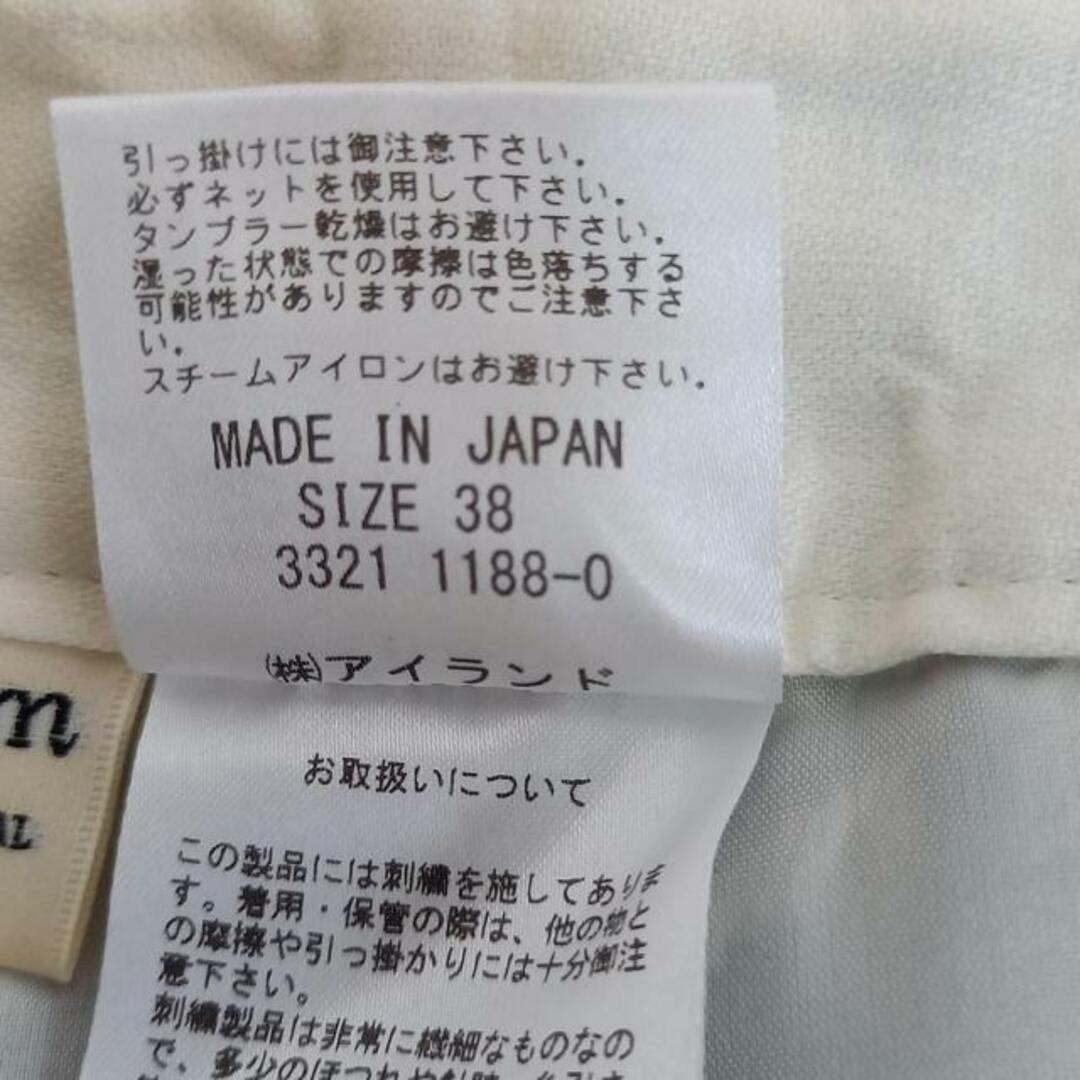 引っ掛けには御注意下さい.
必ずネットを使用して下さい.
タンブラー乾燥はお避け下さい.
湿った状態での摩擦は色落ちする
可能性がありますのでご注意下さ
い.
スチームアイロンはお避け下さい.
MADE IN JAPAN
SIZE 38
3321 1188-0
㈱アイランド
お取扱いについて
この製品には刺繍を施してありま
す。着用・保管の際は、他の物と
の摩擦や引っ掛かりには十分御注
意下さい。
刺繍製品は非常に繊細なものなの
で、多少のほつれや